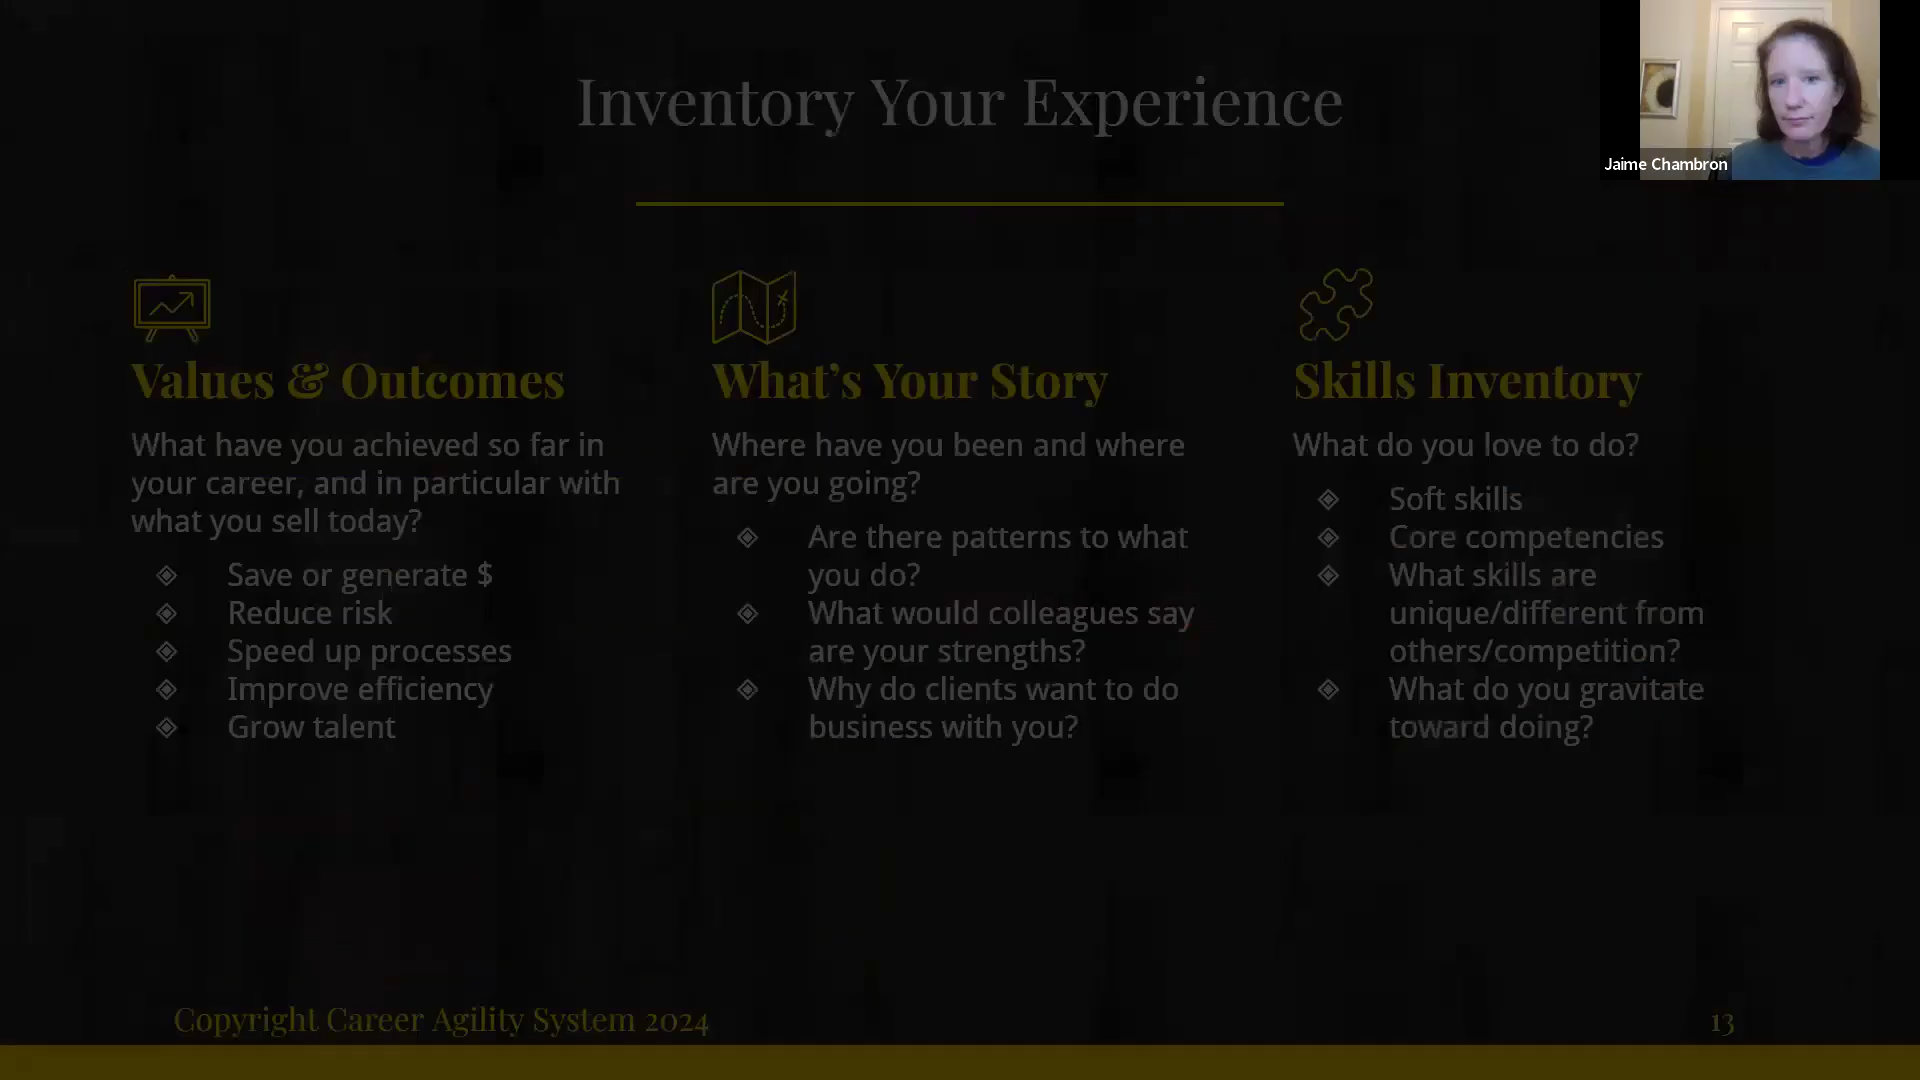 Inventory Your Experience
Jaime Chambron
Values & Outcomes
What have you achieved so far in
your career, and in particular with
what you sell today?
Save or generate $
Reduce risk
Speed up processes
Improve efficiency
Grow talent
What’s Your Story
Where have you been and where
are you going?
Are there patterns to what
you do?
What would colleagues say
are your strengths?
Why do clients want to do
business with you?
Skills Inventory
What do you love to do?
Soft skills
Core competencies
What skills are
unique/different from
others/competition?
What do you gravitate
toward doing?
Copyright Career Agility System 2024
13